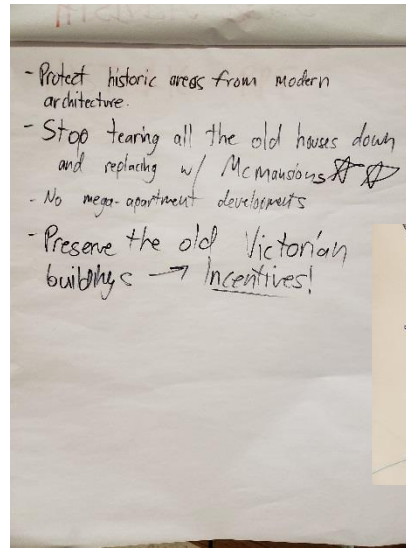 - Protect historic areas from modern
architecture.
- Stop tearing all the old houses down
and replacing w/ McMansions ☆ ☆
- No mega-apartment developments
- Preserve the old Victorian
buildings → Incentives!